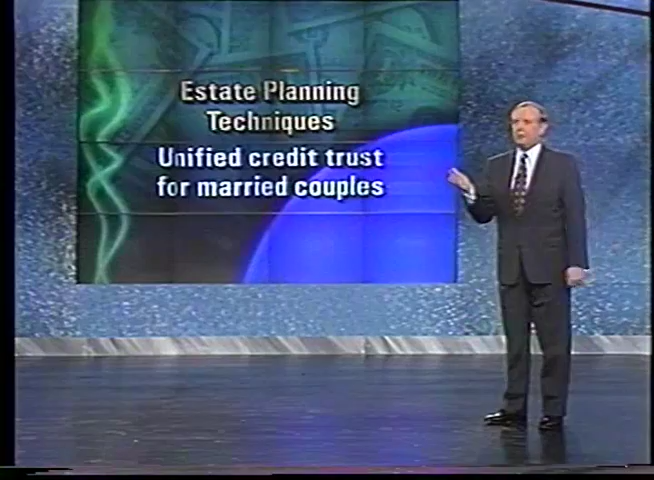 Estate Planning
Techniques
Unified credit trust
for married couples